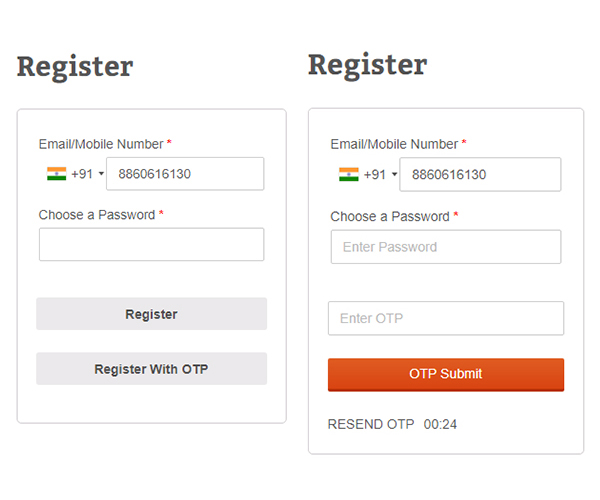 Register
Email/Mobile Number *
+91 8860616130
Choose a Password *
Register
Register With OTP
Register
Email/Mobile Number *
+91 8860616130
Choose a Password *
Enter Password
Enter OTP
OTP Submit
RESEND OTP 00:24